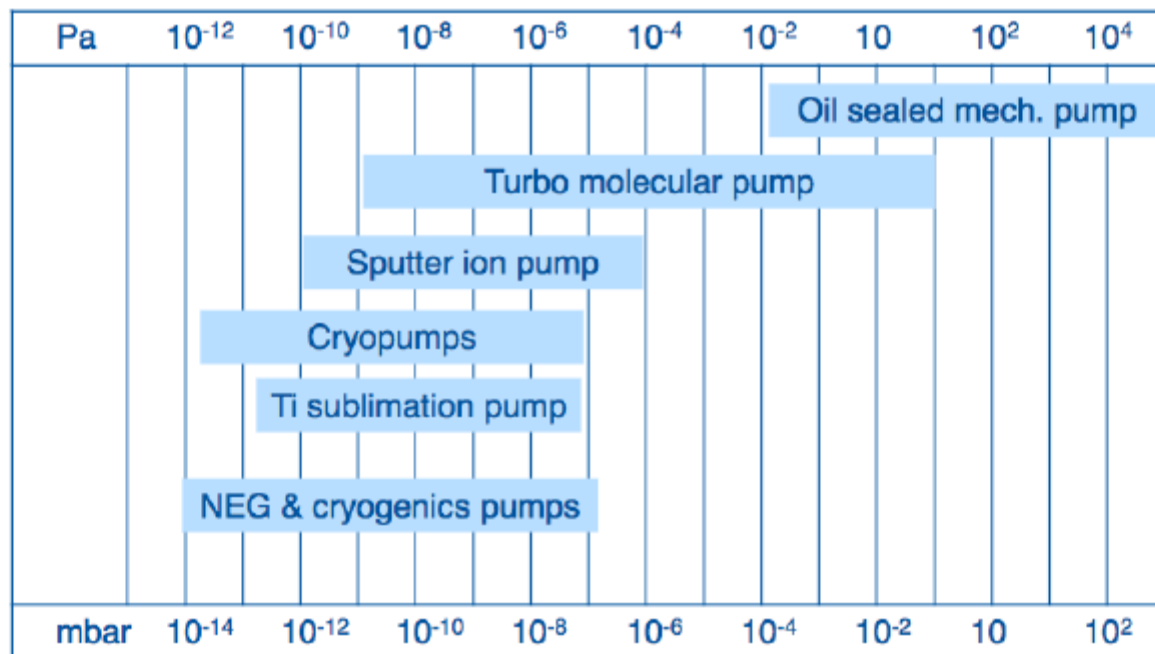 Pa 10⁻¹² 10⁻¹⁰ 10⁻⁸ 10⁻⁶ 10⁻⁴ 10⁻² 10 10² 10⁴
Oil sealed mech. pump
Turbo molecular pump
Sputter ion pump
Cryopumps
Ti sublimation pump
NEG & cryogenics pumps
mbar 10⁻¹⁴ 10⁻¹² 10⁻¹⁰ 10⁻⁸ 10⁻⁶ 10⁻⁴ 10⁻² 10 10²